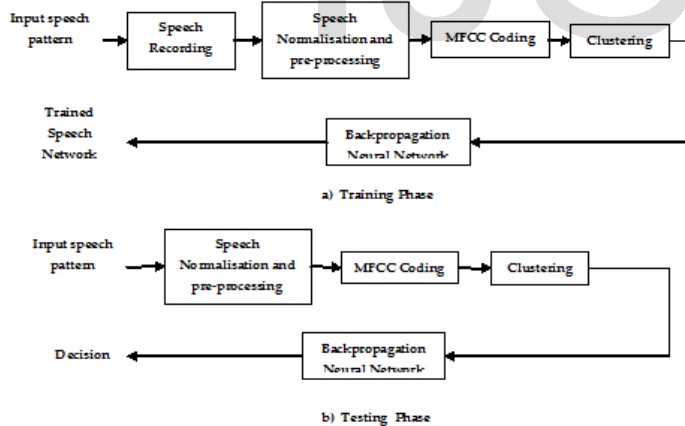 Input speech
pattern
Speech
Recording
Speech
Normalisation and
pre-processing
MFCC Coding
Clustering
Trained
Speech
Network
Backpropagation
Neural Network
a) Training Phase
Input speech
pattern
Speech
Normalisation and
pre-processing
MFCC Coding
Clustering
Decision
Backpropagation
Neural Network
b) Testing Phase